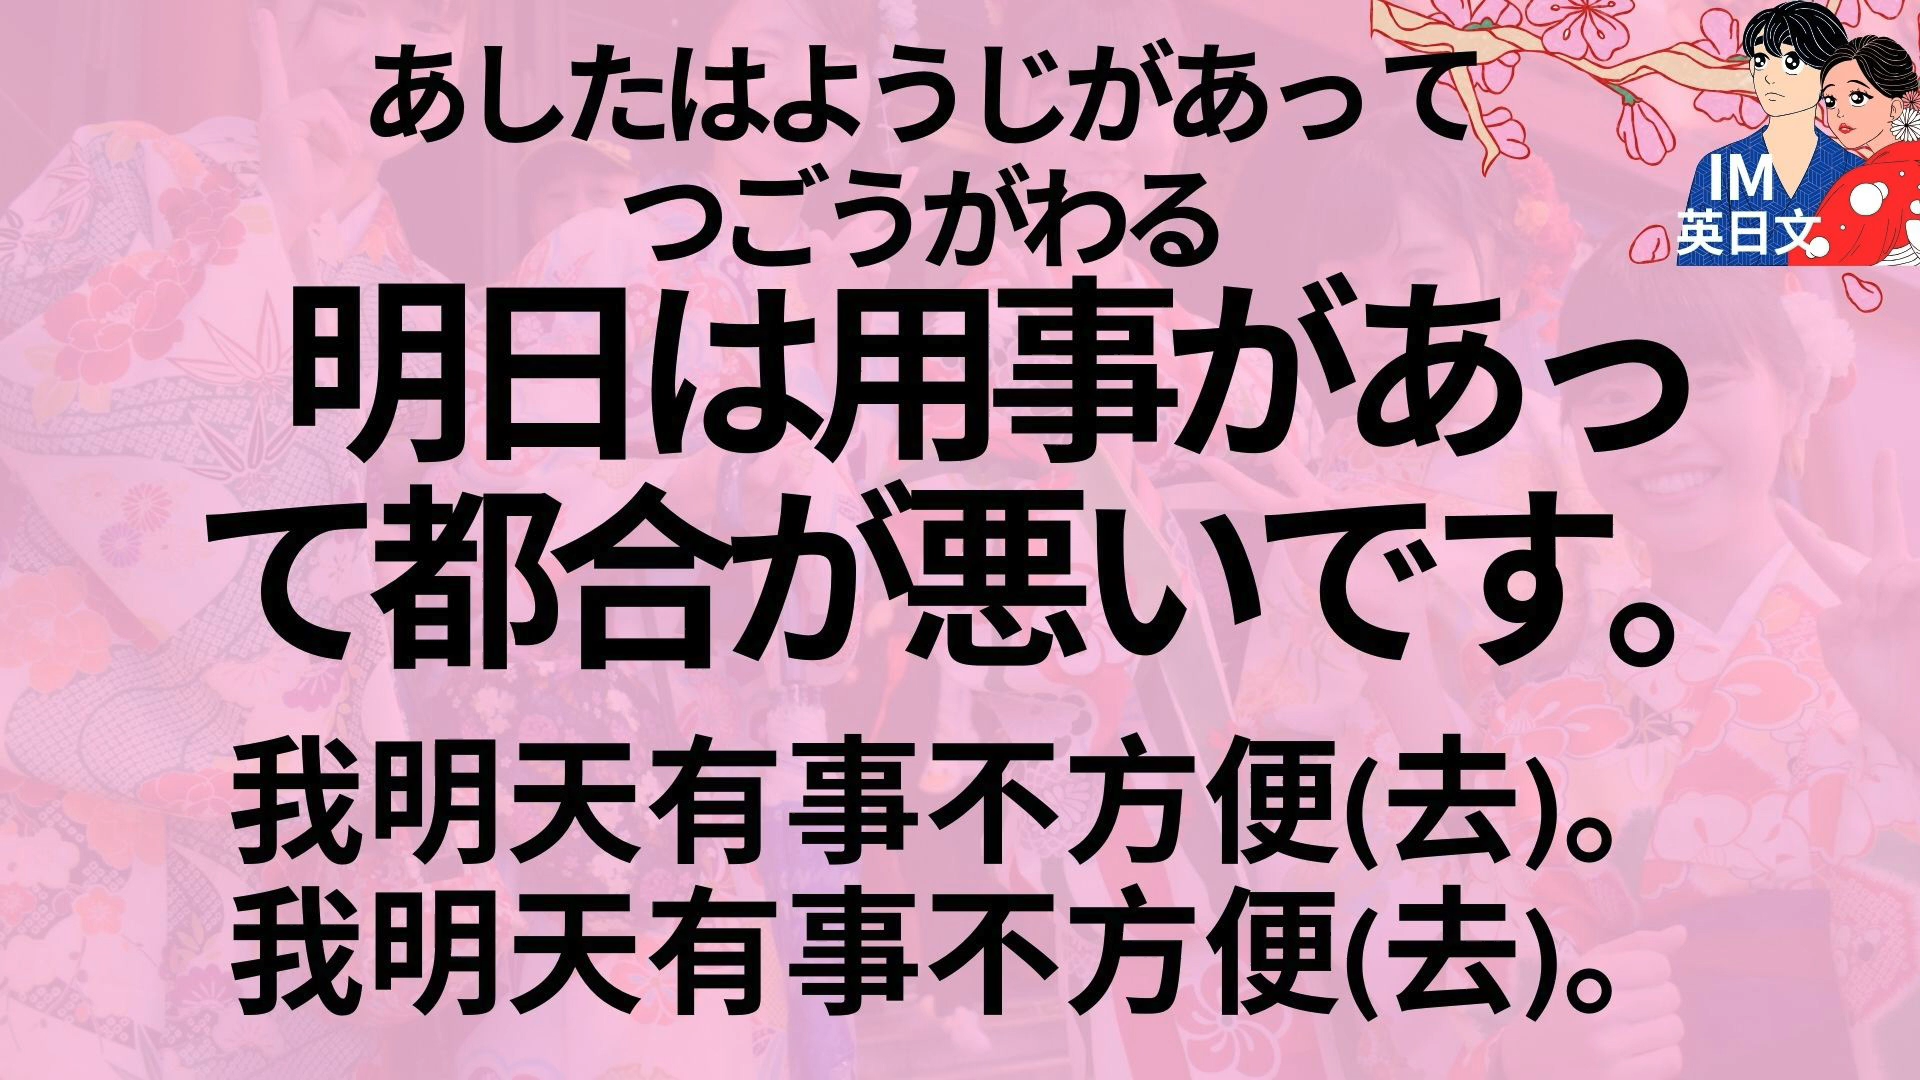 あしたはようじがあって
つごうがわる
明日は用事があっ
て都合が悪いです。
我明天有事不方便(去)。
我明天有事不方便(去)。
IM
英日文